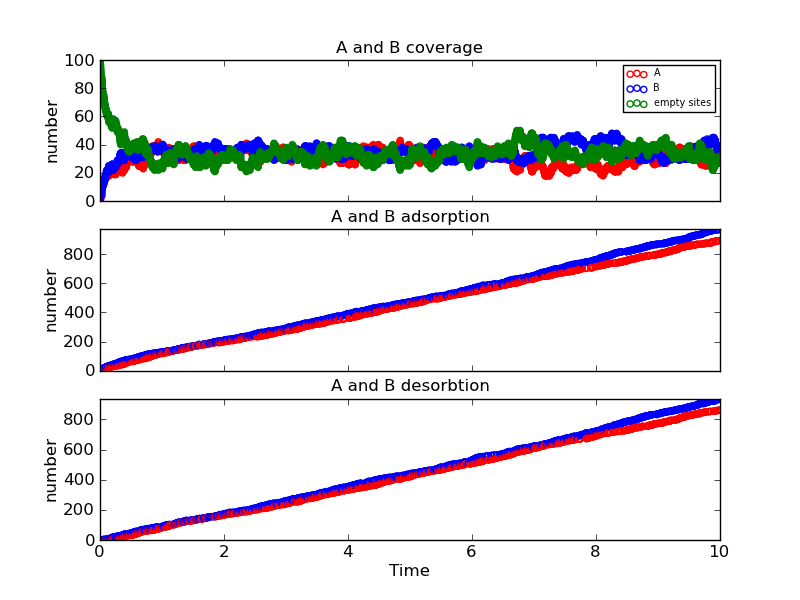 A and B coverage
100
80
60
40
20
0
number
A
B
empty sites
A and B adsorption
800
600
400
200
0
number
A and B desorbtion
800
600
400
200
0
number
0 2 4 6 8 10
Time